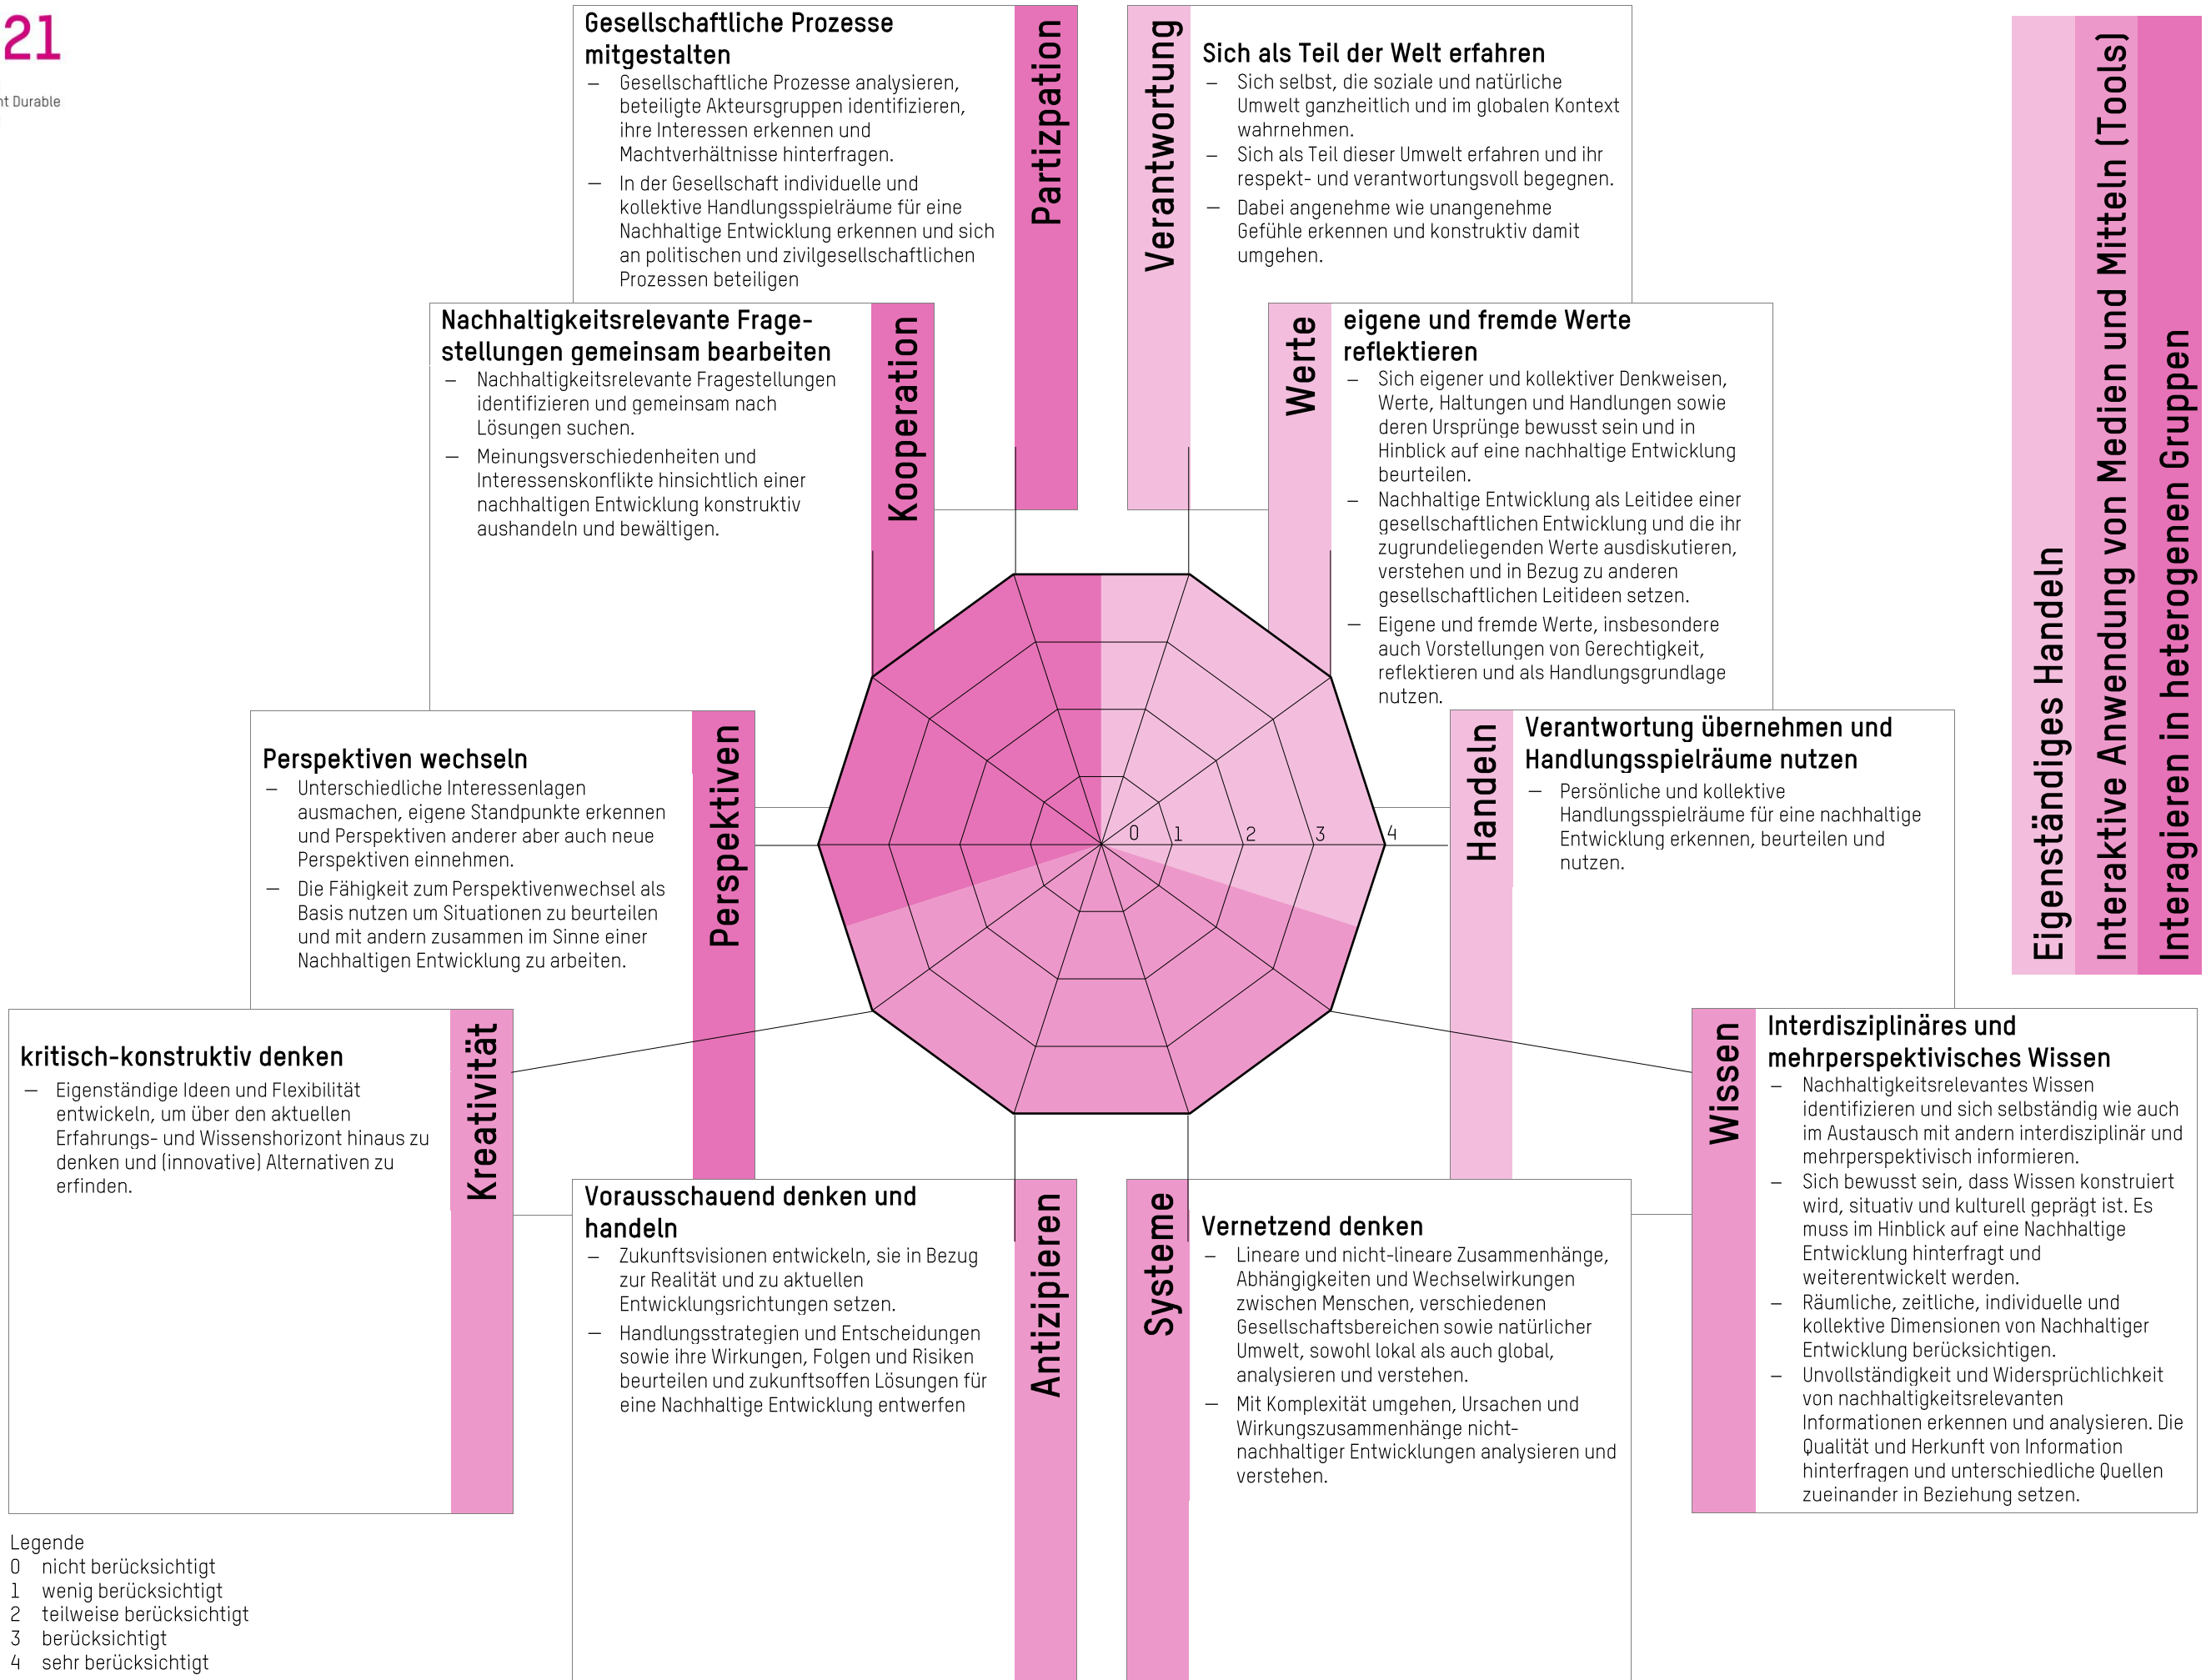 21
nt Durable
Gesellschaftliche Prozesse
mitgestalten
– Gesellschaftliche Prozesse analysieren,
beteiligte Akteursgruppen identifizieren,
ihre Interessen erkennen und
Machtverhältnisse hinterfragen.
– In der Gesellschaft individuelle und
kollektive Handlungsspielräume für eine
Nachhaltige Entwicklung erkennen und sich
an politischen und zivilgesellschaftlichen
Prozessen beteiligen
Partizpation
Verantwortung
Sich als Teil der Welt erfahren
– Sich selbst, die soziale und natürliche
Umwelt ganzheitlich und im globalen Kontext
wahrnehmen.
– Sich als Teil dieser Umwelt erfahren und ihr
respekt- und verantwortungsvoll begegnen.
– Dabei angenehme wie unangenehme
Gefühle erkennen und konstruktiv damit
umgehen.
Eigenständiges Handeln
Interaktive Anwendung von Medien und Mitteln (Tools)
Interagieren in heterogenen Gruppen
Nachhaltigkeitsrelevante Frage-
stellungen gemeinsam bearbeiten
– Nachhaltigkeitsrelevante Fragestellungen
identifizieren und gemeinsam nach
Lösungen suchen.
– Meinungsverschiedenheiten und
Interessenskonflikte hinsichtlich einer
nachhaltigen Entwicklung konstruktiv
aushandeln und bewältigen.
Kooperation
Werte
eigene und fremde Werte
reflektieren
– Sich eigener und kollektiver Denkweisen,
Werte, Haltungen und Handlungen sowie
deren Ursprünge bewusst sein und in
Hinblick auf eine nachhaltige Entwicklung
beurteilen.
– Nachhaltige Entwicklung als Leitidee einer
gesellschaftlichen Entwicklung und die ihr
zugrundeliegenden Werte ausdiskutieren,
verstehen und in Bezug zu anderen
gesellschaftlichen Leitideen setzen.
– Eigene und fremde Werte, insbesondere
auch Vorstellungen von Gerechtigkeit,
reflektieren und als Handlungsgrundlage
nutzen.
Perspektiven wechseln
– Unterschiedliche Interessenlagen
ausmachen, eigene Standpunkte erkennen
und Perspektiven anderer aber auch neue
Perspektiven einnehmen.
– Die Fähigkeit zum Perspektivenwechsel als
Basis nutzen um Situationen zu beurteilen
und mit andern zusammen im Sinne einer
Nachhaltigen Entwicklung zu arbeiten.
Perspektiven
0 1 2 3 4
Handeln
Verantwortung übernehmen und
Handlungsspielräume nutzen
– Persönliche und kollektive
Handlungsspielräume für eine nachhaltige
Entwicklung erkennen, beurteilen und
nutzen.
kritisch-konstruktiv denken
– Eigenständige Ideen und Flexibilität
entwickeln, um über den aktuellen
Erfahrungs- und Wissenshorizont hinaus zu
denken und (innovative) Alternativen zu
erfinden.
Kreativität
Wissen
Interdisziplinäres und
mehrperspektivisches Wissen
– Nachhaltigkeitsrelevantes Wissen
identifizieren und sich selbständig wie auch
im Austausch mit andern interdisziplinär und
mehrperspektivisch informieren.
– Sich bewusst sein, dass Wissen konstruiert
wird, situativ und kulturell geprägt ist. Es
muss im Hinblick auf eine Nachhaltige
Entwicklung hinterfragt und
weiterentwickelt werden.
– Räumliche, zeitliche, individuelle und
kollektive Dimensionen von Nachhaltiger
Entwicklung berücksichtigen.
– Unvollständigkeit und Widersprüchlichkeit
von nachhaltigkeitsrelevanten
Informationen erkennen und analysieren. Die
Qualität und Herkunft von Information
hinterfragen und unterschiedliche Quellen
zueinander in Beziehung setzen.
Vorausschauend denken und
handeln
– Zukunftsvisionen entwickeln, sie in Bezug
zur Realität und zu aktuellen
Entwicklungsrichtungen setzen.
– Handlungsstrategien und Entscheidungen
sowie ihre Wirkungen, Folgen und Risiken
beurteilen und zukunftsoffen Lösungen für
eine Nachhaltige Entwicklung entwerfen
Antizipieren
Systeme
Vernetzend denken
– Lineare und nicht-lineare Zusammenhänge,
Abhängigkeiten und Wechselwirkungen
zwischen Menschen, verschiedenen
Gesellschaftsbereichen sowie natürlicher
Umwelt, sowohl lokal als auch global,
analysieren und verstehen.
– Mit Komplexität umgehen, Ursachen und
Wirkungszusammenhänge nicht-
nachhaltiger Entwicklungen analysieren und
verstehen.
Legende
0 nicht berücksichtigt
1 wenig berücksichtigt
2 teilweise berücksichtigt
3 berücksichtigt
4 sehr berücksichtigt